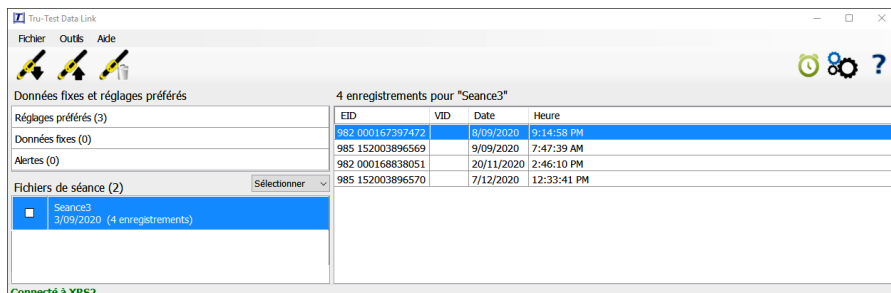 Tru-Test Data Link
Fichier Outils Aide
Données fixes et réglages préférés
Réglages préférés (3)
Données fixes (0)
Alertes (0)
Fichiers de séance (2) Sélectionner
Seance3
3/09/2020 (4 enregistrements)
4 enregistrements pour "Seance3"
EID VID Date Heure
982 000167397472 8/09/2020 9:14:58 PM
985 152003896569 9/09/2020 7:47:39 AM
982 000168838051 20/11/2020 2:46:10 PM
985 152003896570 7/12/2020 12:33:41 PM
Connecté à XRS2